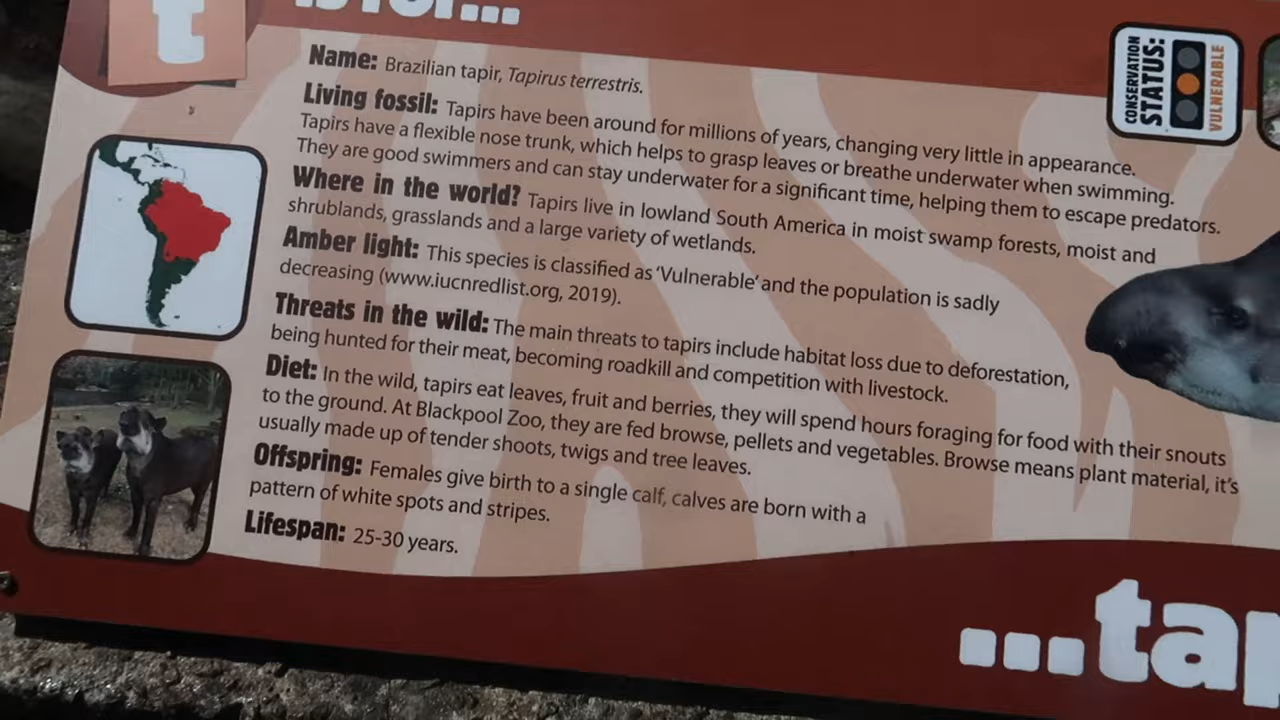 t
is for...
Name: Brazilian tapir, Tapirus terrestris.
Living fossil: Tapirs have been around for millions of years, changing very little in appearance.
Tapirs have a flexible nose trunk, which helps to grasp leaves or breathe underwater when swimming.
They are good swimmers and can stay underwater for a significant time, helping them to escape predators.
Where in the world? Tapirs live in lowland South America in moist swamp forests, moist and
shrublands, grasslands and a large variety of wetlands.
Amber light: This species is classified as 'Vulnerable' and the population is sadly
decreasing (www.iucnredlist.org, 2019).
Threats in the wild: The main threats to tapirs include habitat loss due to deforestation,
being hunted for their meat, becoming roadkill and competition with livestock.
Diet: In the wild, tapirs eat leaves, fruit and berries, they will spend hours foraging for food with their snouts
to the ground. At Blackpool Zoo, they are fed browse, pellets and vegetables. Browse means plant material, it's
usually made up of tender shoots, twigs and tree leaves.
Offspring: Females give birth to a single calf, calves are born with a
pattern of white spots and stripes.
Lifespan: 25-30 years.
CONSERVATION
STATUS:
VULNERABLE
...tap